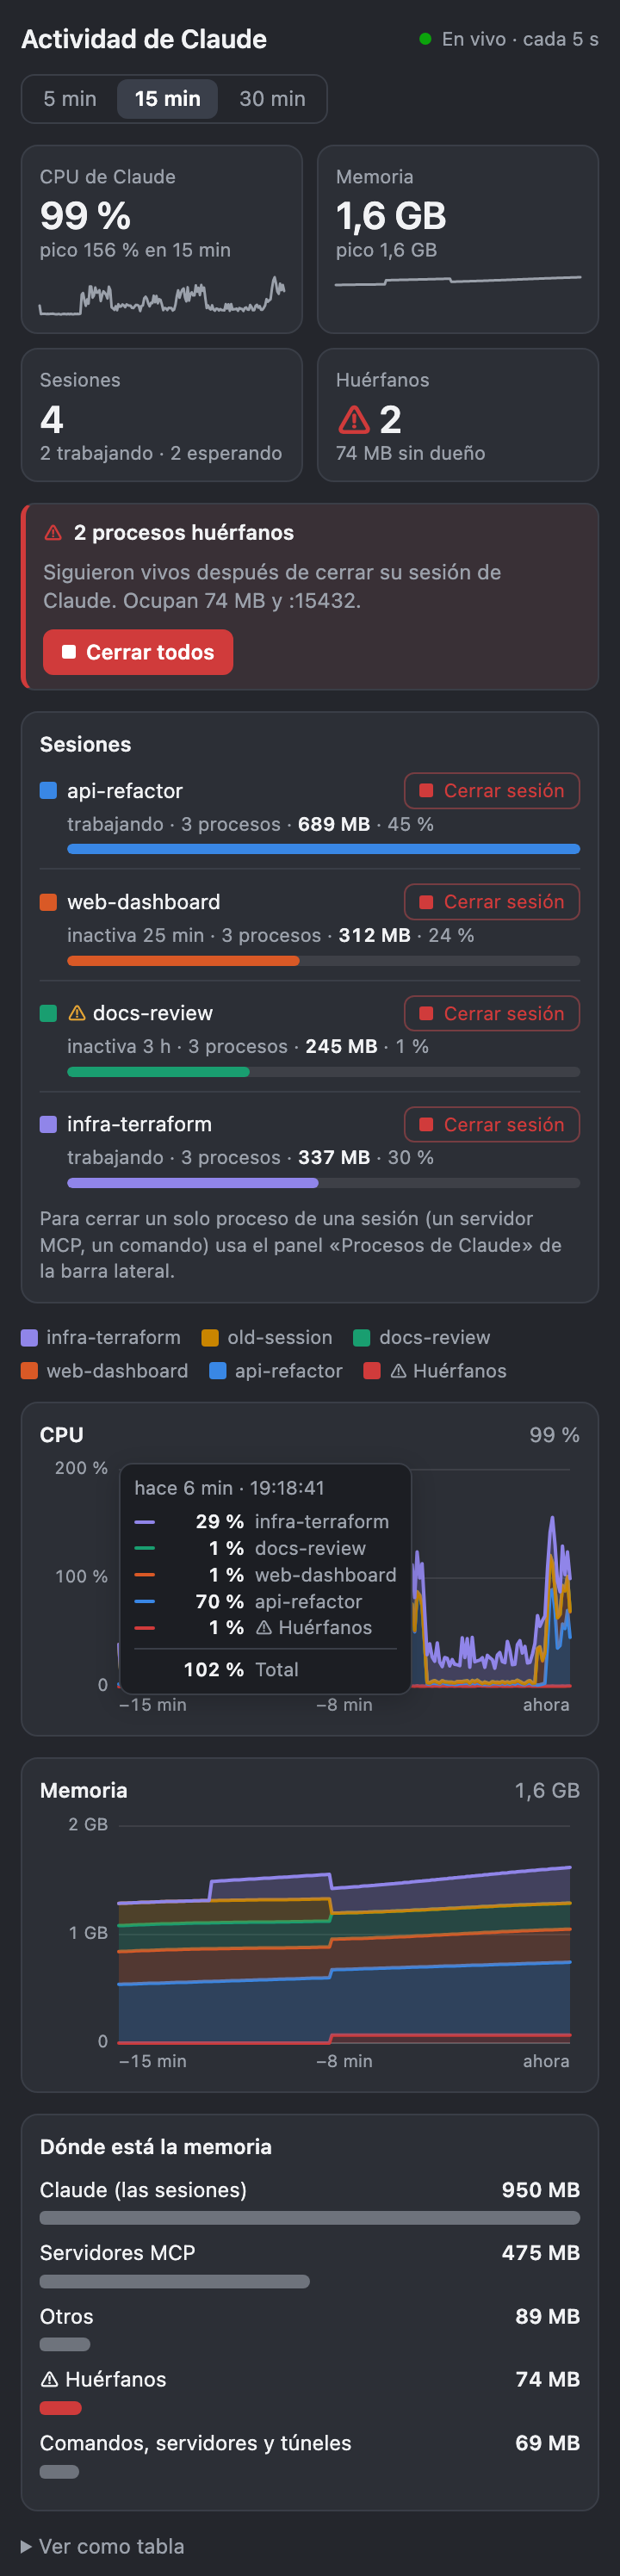 Actividad de Claude
En vivo · cada 5 s
5 min 15 min 30 min
CPU de Claude
99 %
pico 156 % en 15 min
Memoria
1,6 GB
pico 1,6 GB
Sesiones
4
2 trabajando · 2 esperando
Huérfanos
2
74 MB sin dueño
2 procesos huérfanos
Siguieron vivos después de cerrar su sesión de
Claude. Ocupan 74 MB y :15432.
Cerrar todos
Sesiones
api-refactor
Cerrar sesión
trabajando · 3 procesos · 689 MB · 45 %
web-dashboard
Cerrar sesión
inactiva 25 min · 3 procesos · 312 MB · 24 %
docs-review
Cerrar sesión
inactiva 3 h · 3 procesos · 245 MB · 1 %
infra-terraform
Cerrar sesión
trabajando · 3 procesos · 337 MB · 30 %
Para cerrar un solo proceso de una sesión (un servidor
MCP, un comando) usa el panel «Procesos de Claude» de
la barra lateral.
infra-terraform old-session docs-review
web-dashboard api-refactor Huérfanos
CPU
99 %
200 %
100 %
0
hace 6 min · 19:18:41
29 % infra-terraform
1 % docs-review
1 % web-dashboard
70 % api-refactor
1 % Huérfanos
102 % Total
−15 min −8 min ahora
Memoria
1,6 GB
2 GB
1 GB
0
−15 min −8 min ahora
Dónde está la memoria
Claude (las sesiones) 950 MB
Servidores MCP 475 MB
Otros 89 MB
Huérfanos 74 MB
Comandos, servidores y túneles 69 MB
Ver como tabla